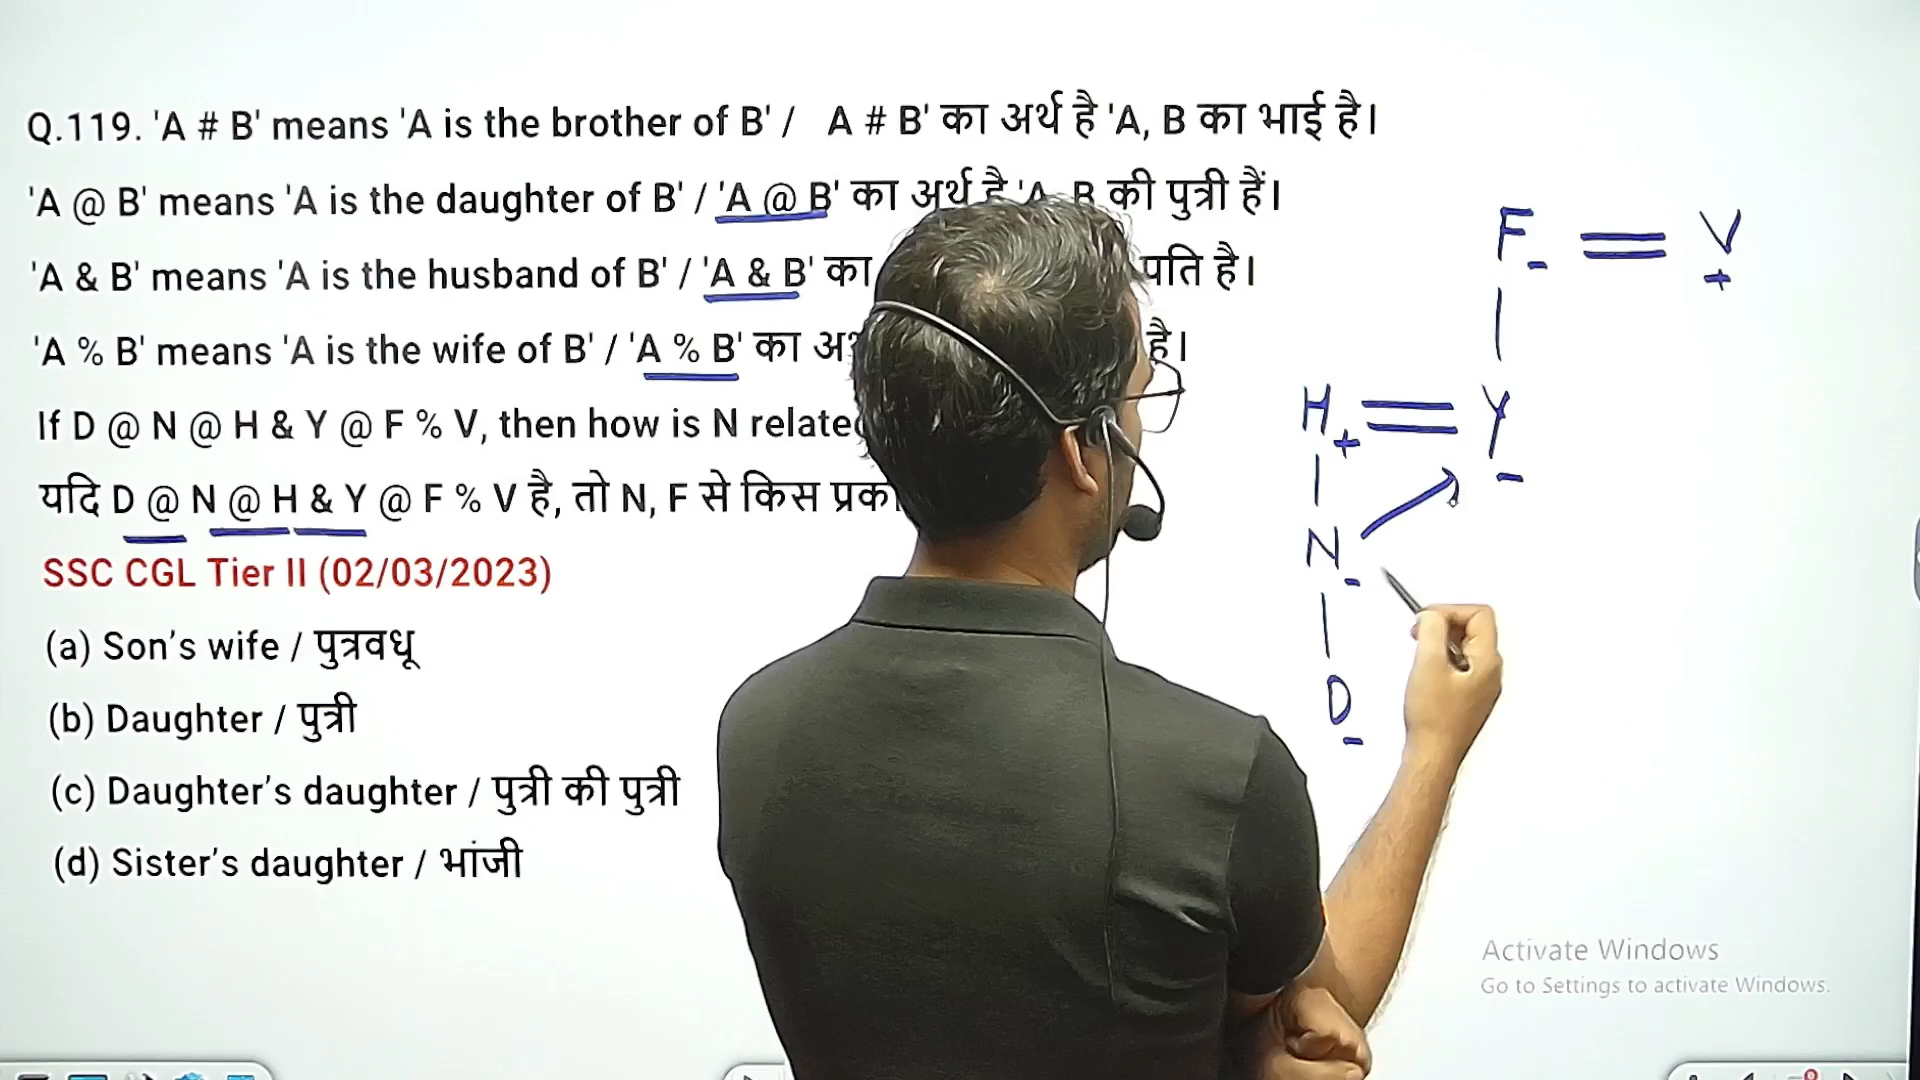 Q.119. 'A # B' means 'A is the brother of B' / A # B' का अर्थ है 'A, B का भाई है।
'A @ B' means 'A is the daughter of B' / 'A @ B' का अर्थ है 'A, B की पुत्री हैं।
'A & B' means 'A is the husband of B' / 'A & B' का पति है।
'A % B' means 'A is the wife of B' / 'A % B' का है।
If D @ N @ H & Y @ F % V, then how is N
यदि D @ N @ H & Y @ F % V है, तो N, F से किस
SSC CGL Tier II (02/03/2023)
(a) Son's wife / पुत्रवधू
(b) Daughter / पुत्री
(c) Daughter's daughter / पुत्री की पुत्री
(d) Sister's daughter / भांजी
F - V +
H + Y -
N -
D -
Activate Windows
Go to Settings to activate Windows.